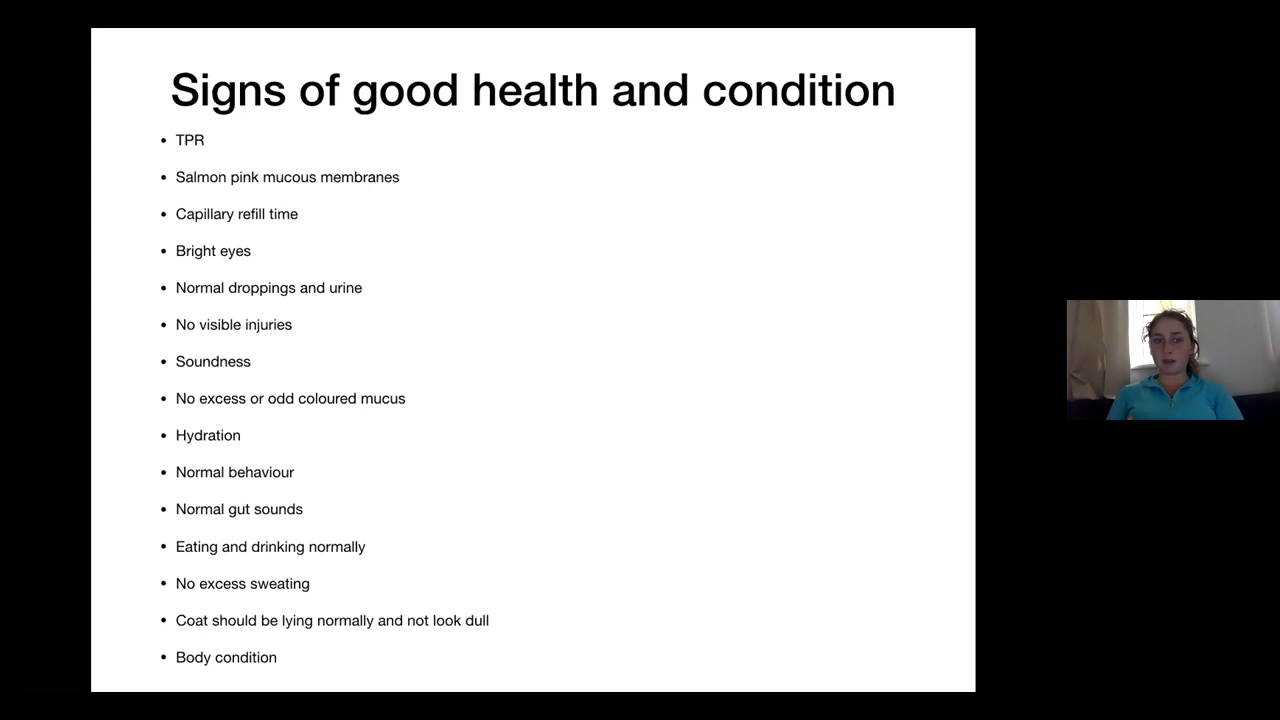 Signs of good health and condition
• TPR
• Salmon pink mucous membranes
• Capillary refill time
• Bright eyes
• Normal droppings and urine
• No visible injuries
• Soundness
• No excess or odd coloured mucus
• Hydration
• Normal behaviour
• Normal gut sounds
• Eating and drinking normally
• No excess sweating
• Coat should be lying normally and not look dull
• Body condition